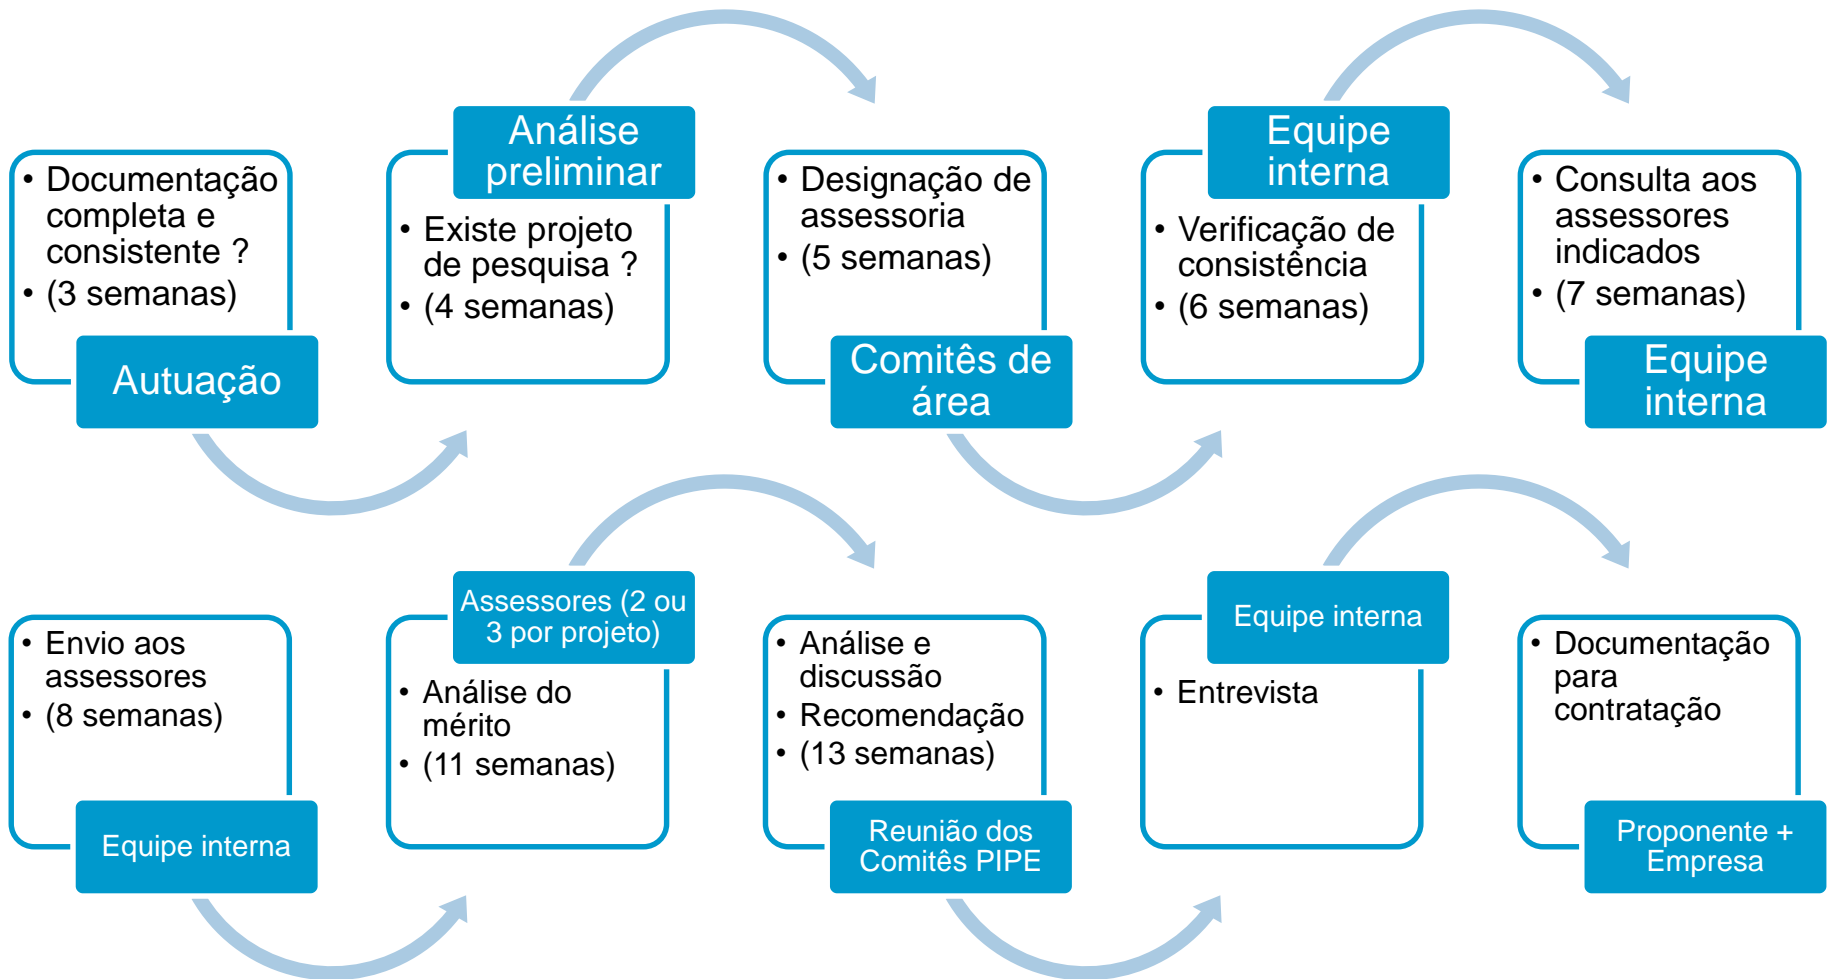 • Documentação
completa e
consistente ?
• (3 semanas)
Autuação
Análise
preliminar
• Existe projeto
de pesquisa ?
• (4 semanas)
• Designação de
assessoria
• (5 semanas)
Comitês de
área
Equipe
interna
• Verificação de
consistência
• (6 semanas)
• Consulta aos
assessores
indicados
• (7 semanas)
Equipe
interna
• Envio aos
assessores
• (8 semanas)
Equipe interna
Assessores (2 ou
3 por projeto)
• Análise do
mérito
• (11 semanas)
• Análise e
discussão
• Recomendação
• (13 semanas)
Reunião dos
Comitês PIPE
Equipe interna
• Entrevista
• Documentação
para
contratação
Proponente +
Empresa